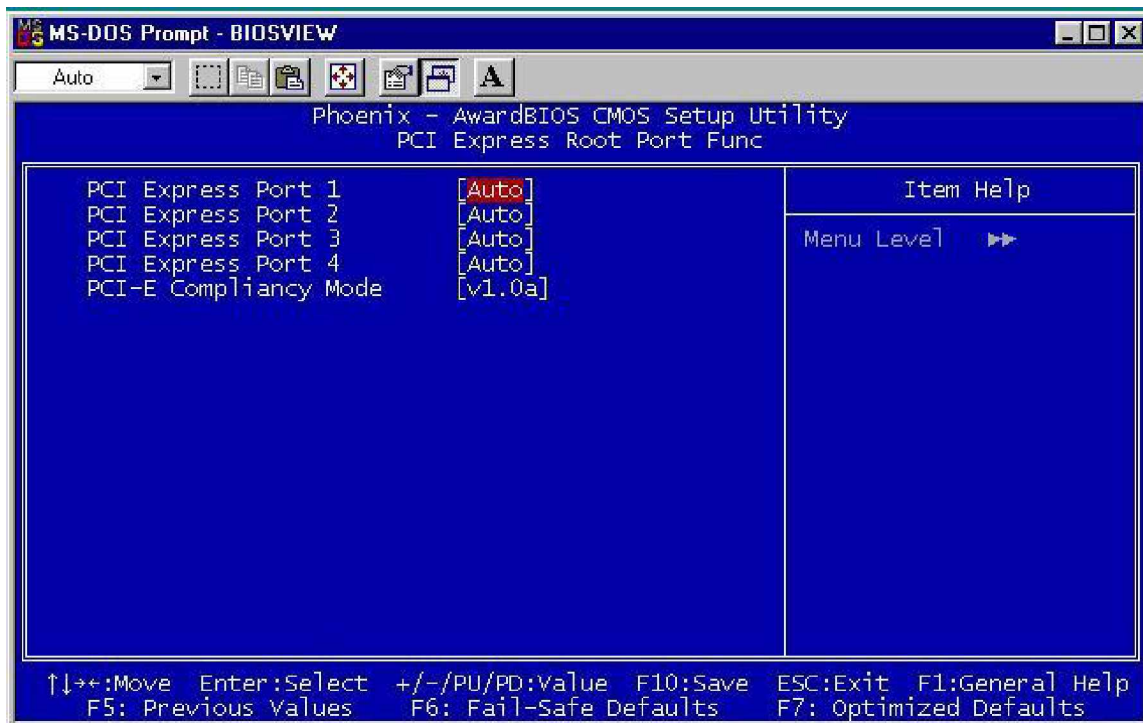 MS-DOS Prompt - BIOSVIEW
Auto
A
Phoenix - AwardBIOS CMOS Setup Utility
PCI Express Root Port Func
PCI Express Port 1 [Auto]
PCI Express Port 2 [Auto]
PCI Express Port 3 [Auto]
PCI Express Port 4 [Auto]
PCI-E Compliancy Mode [v1.0a]
Item Help
Menu Level ▸▸
↑↓→←:Move Enter:Select +/-/PU/PD:Value F10:Save ESC:Exit F1:General Help
F5: Previous Values F6: Fail-Safe Defaults F7: Optimized Defaults